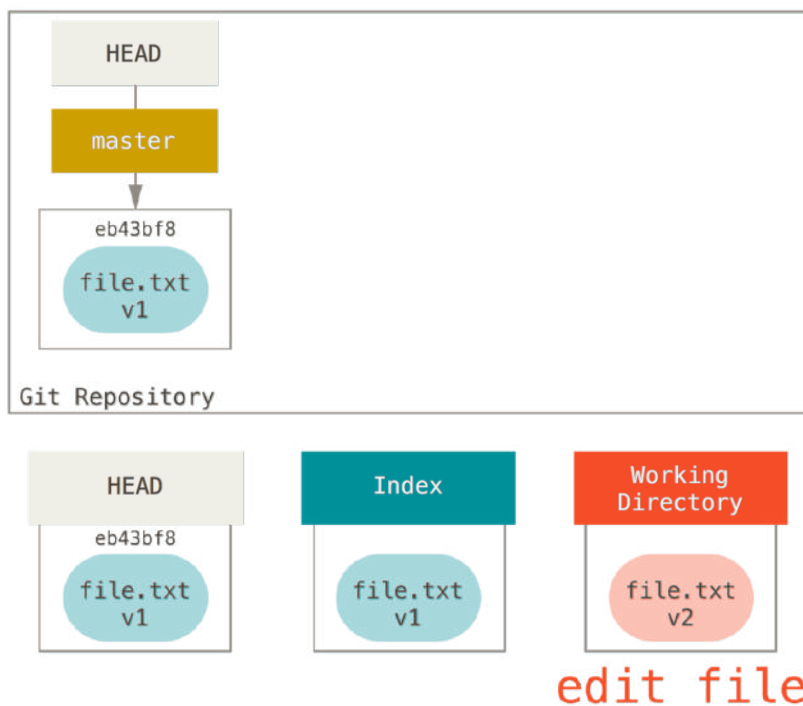 HEAD
master
eb43bf8
file.txt
v1
Git Repository
HEAD
eb43bf8
file.txt
v1
Index
file.txt
v1
Working
Directory
file.txt
v2
edit file